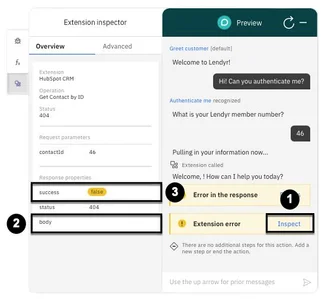 Extension inspector
Overview
Advanced
Extension
HubSpot CRM
Operation
Get Contact by ID
Status
404
Request parameters
contactId 46
Response properties
success false
status 404
body
2
Preview
Greet customer (default)
Welcome to Lendyr!
Hi! Can you authenticate me?
Authenticate me recognized
What is your Lendyr member number?
46
Pulling in your information now...
Extension called
Welcome, ! How can I help you today?
3
Error in the response
1
Extension error
Inspect
There are no additional steps for this action. Add a
new step or end the action.
Use the up arrow for prior messages